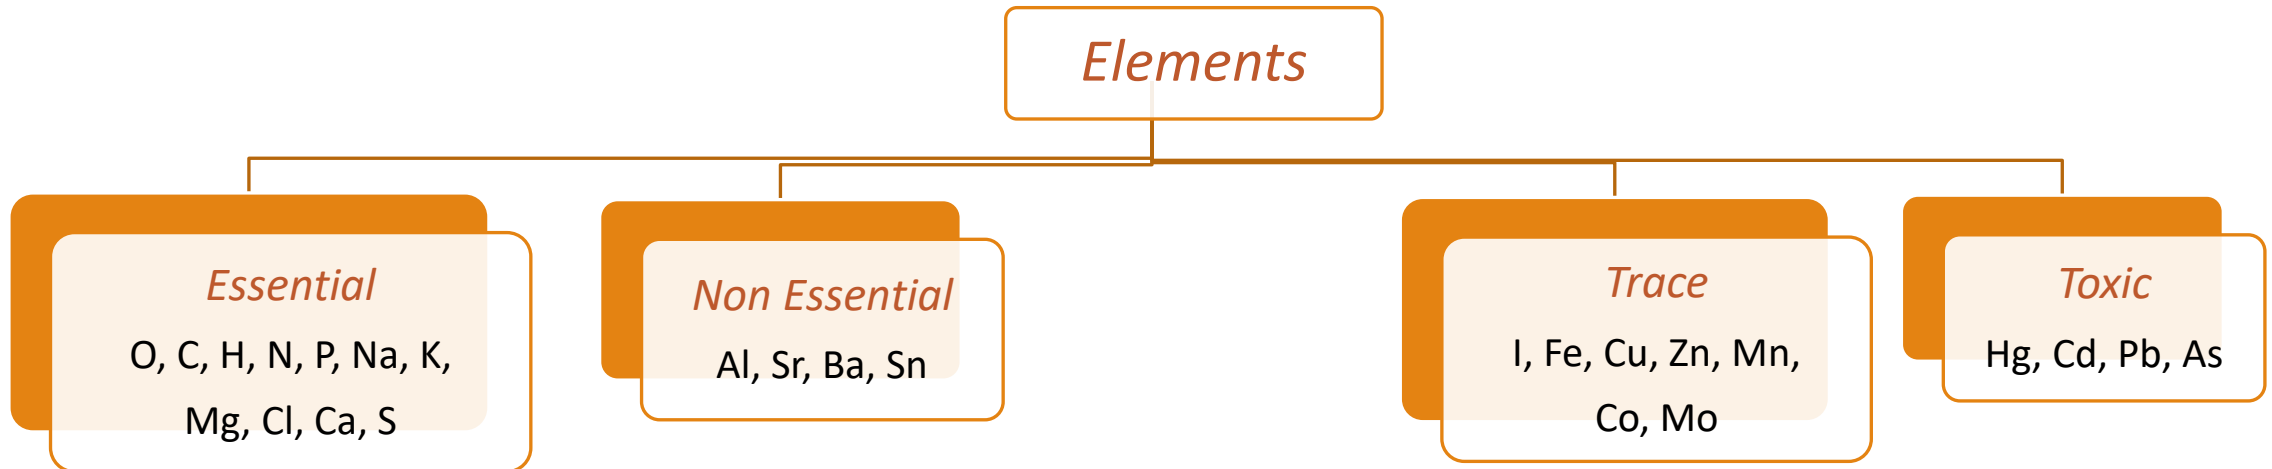 Elements
Essential
O, C, H, N, P, Na, K,
Mg, Cl, Ca, S
Non Essential
Al, Sr, Ba, Sn
Trace
I, Fe, Cu, Zn, Mn,
Co, Mo
Toxic
Hg, Cd, Pb, As